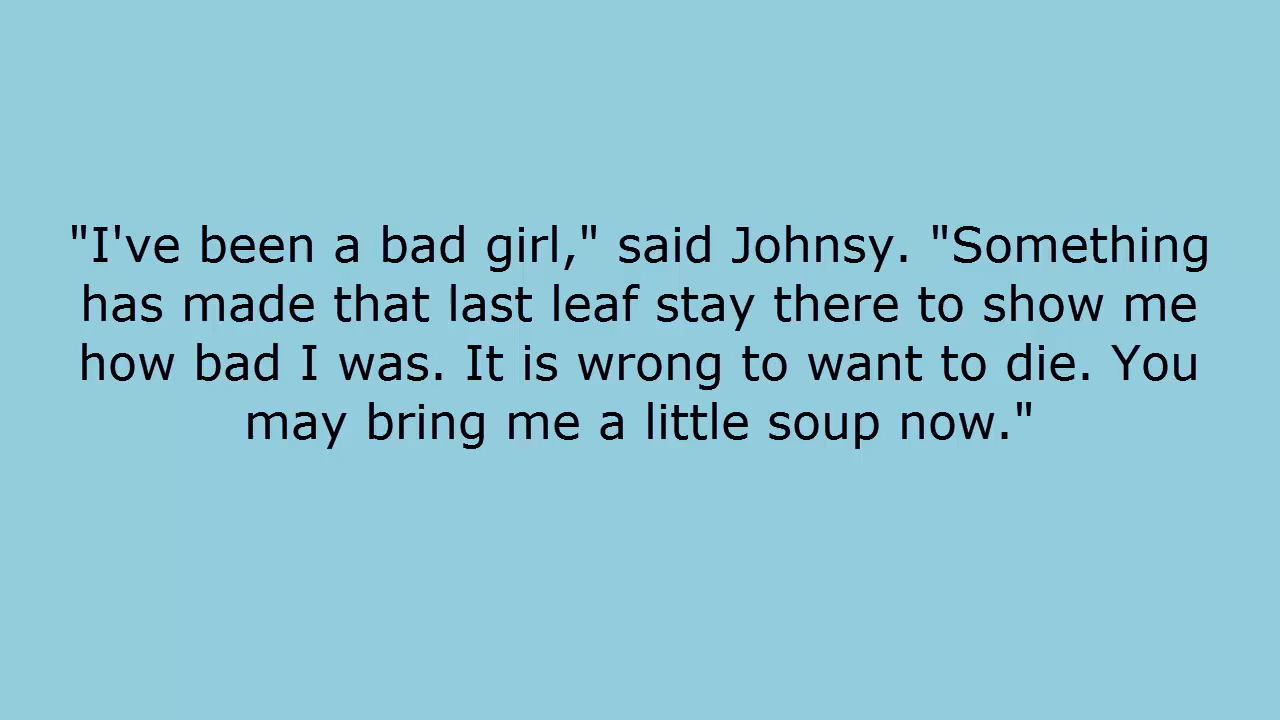 "I've been a bad girl," said Johnsy. "Something
has made that last leaf stay there to show me
how bad I was. It is wrong to want to die. You
may bring me a little soup now."